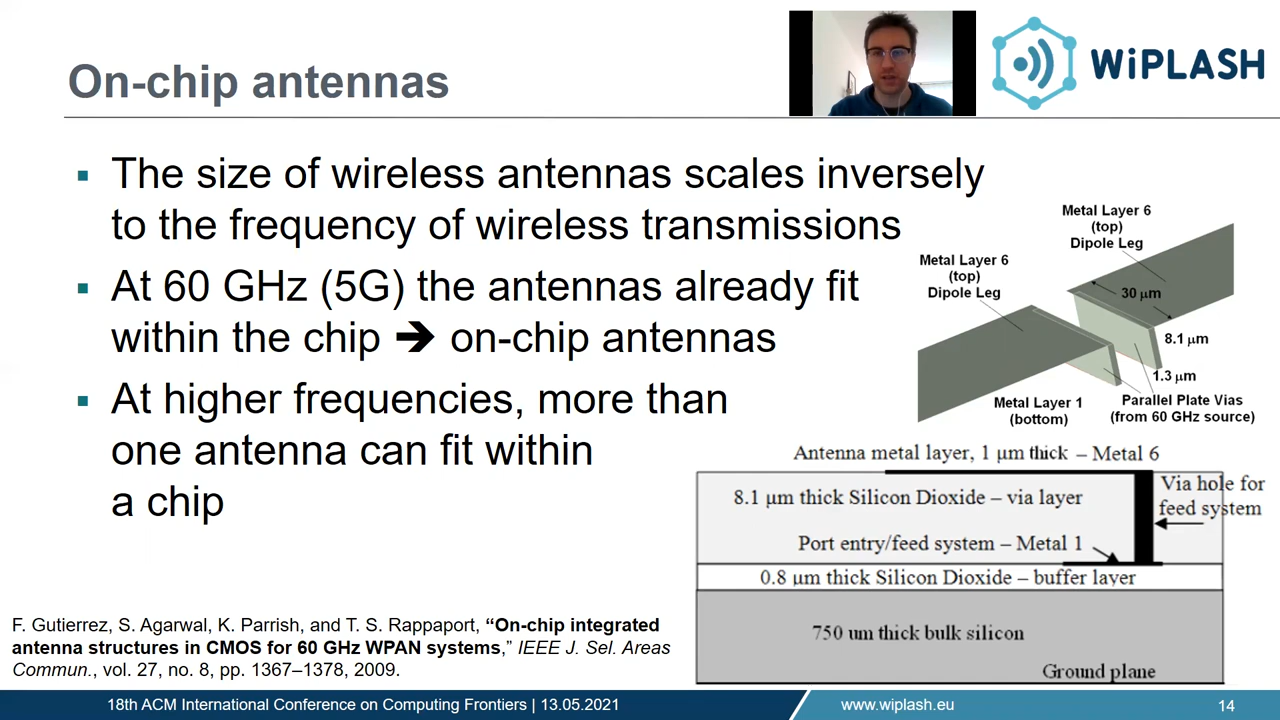 On-chip antennas
WiPLASH
▪ The size of wireless antennas scales inversely
to the frequency of wireless transmissions
▪ At 60 GHz (5G) the antennas already fit
within the chip ➔ on-chip antennas
▪ At higher frequencies, more than
one antenna can fit within
a chip
Metal Layer 6
(top)
Dipole Leg
Metal Layer 6
(top)
Dipole Leg
30 μm
8.1 μm
1.3 μm
Metal Layer 1
(bottom)
Parallel Plate Vias
(from 60 GHz source)
Antenna metal layer, 1 μm thick – Metal 6
8.1 μm thick Silicon Dioxide – via layer
Via hole for
feed system
Port entry/feed system – Metal 1
0.8 μm thick Silicon Dioxide – buffer layer
750 um thick bulk silicon
Ground plane
F. Gutierrez, S. Agarwal, K. Parrish, and T. S. Rappaport, “On-chip integrated
antenna structures in CMOS for 60 GHz WPAN systems,” IEEE J. Sel. Areas
Commun., vol. 27, no. 8, pp. 1367–1378, 2009.
18th ACM International Conference on Computing Frontiers | 13.05.2021
www.wiplash.eu
14